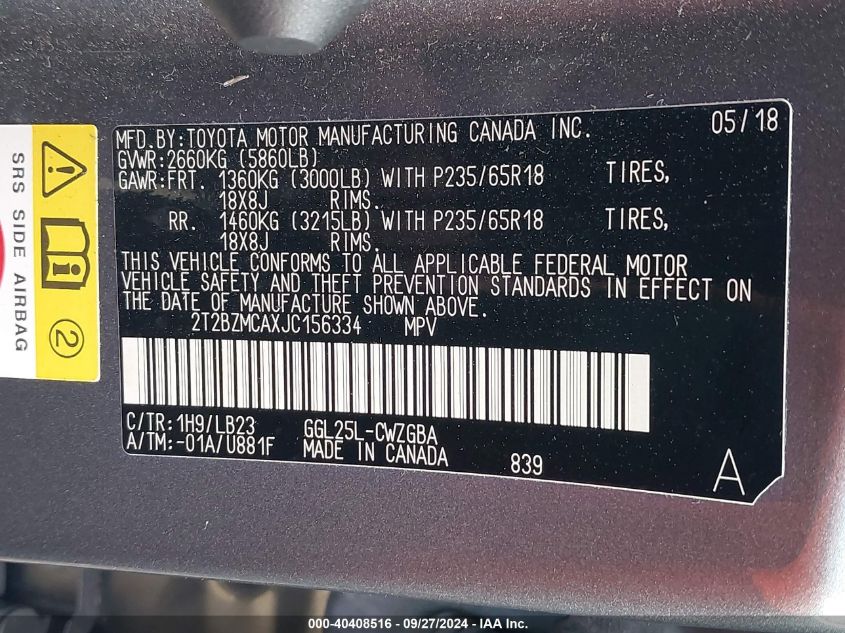 MFD.BY:TOYOTA MOTOR MANUFACTURING CANADA INC. 05/18
GVWR:2660KG (5860LB)
GAWR:FRT. 1360KG (3000LB) WITH P235/65R18 TIRES,
18X8J RIMS.
RR. 1460KG (3215LB) WITH P235/65R18 TIRES,
18X8J RIMS.
THIS VEHICLE CONFORMS TO ALL APPLICABLE FEDERAL MOTOR
VEHICLE SAFETY AND THEFT PREVENTION STANDARDS IN EFFECT ON
THE DATE OF MANUFACTURE SHOWN ABOVE.
2T2BZMCAXJC156334 MPV
C/TR:1H9/LB23 GGL25L-CWZGBA
A/TM:-01A/U881F MADE IN CANADA 839
A
SRS SIDE AIRBAG
2
000-40408516 - 09/27/2024 - IAA Inc.